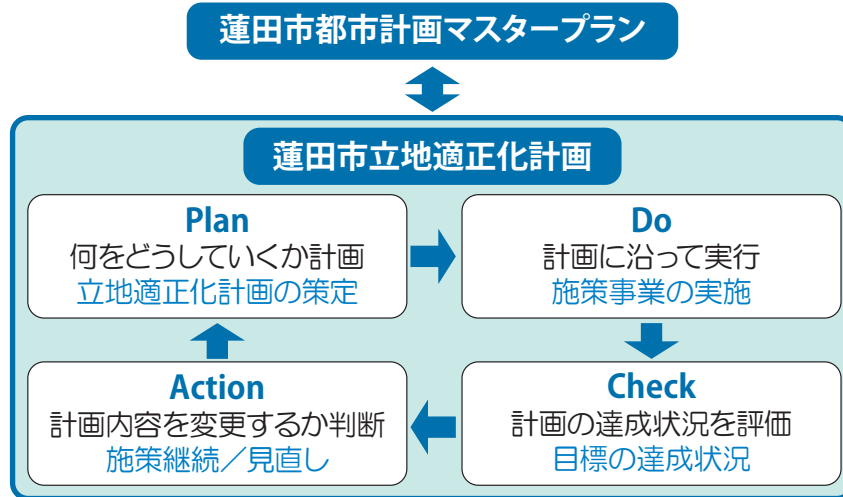 蓮田市都市計画マスタープラン
蓮田市立地適正化計画
Plan
何をどうしていくか計画
立地適正化計画の策定
Do
計画に沿って実行
施策事業の実施
Action
計画内容を変更するか判断
施策継続／見直し
Check
計画の達成状況を評価
目標の達成状況